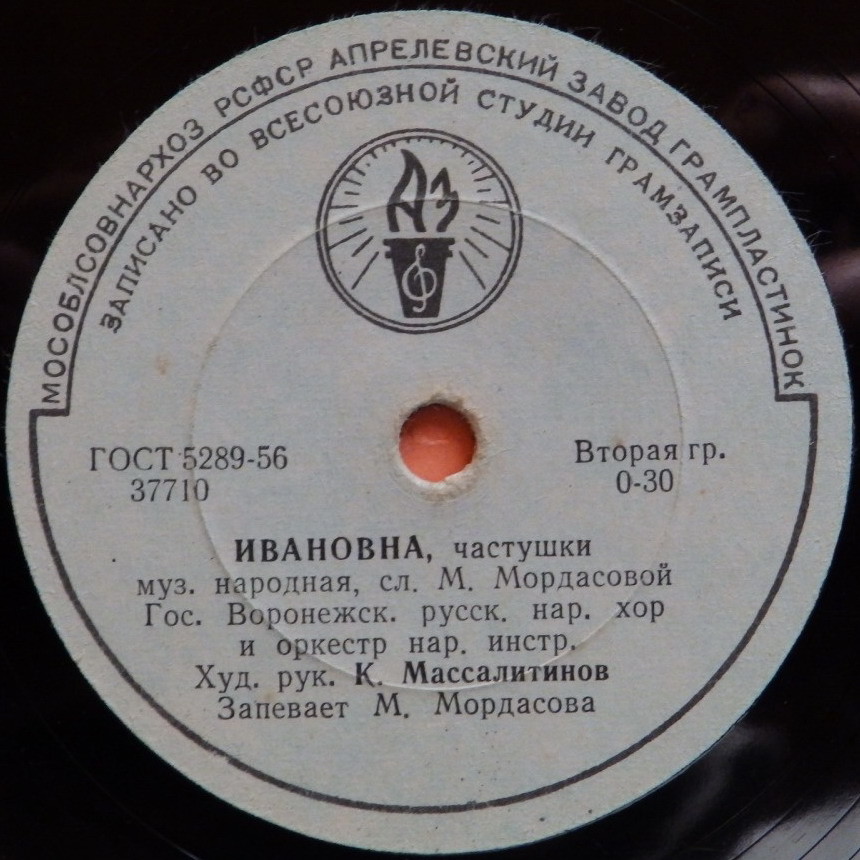 МОСОБЛСОВНАРХОЗ РСФСР АПРЕЛЕВСКИЙ ЗАВОД ГРАМПЛАСТИНОК
ЗАПИСАНО ВО ВСЕСОЮЗНОЙ СТУДИИ ГРАМЗАПИСИ
АЗ
ГОСТ 5289-56
37710
Вторая гр.
0-30
ИВАНОВНА, частушки
муз. народная, сл. М. Мордасовой
Гос. Воронежск. русск. нар. хор
и оркестр нар. инстр.
Худ. рук. К. Массалитинов
Запевает М. Мордасова